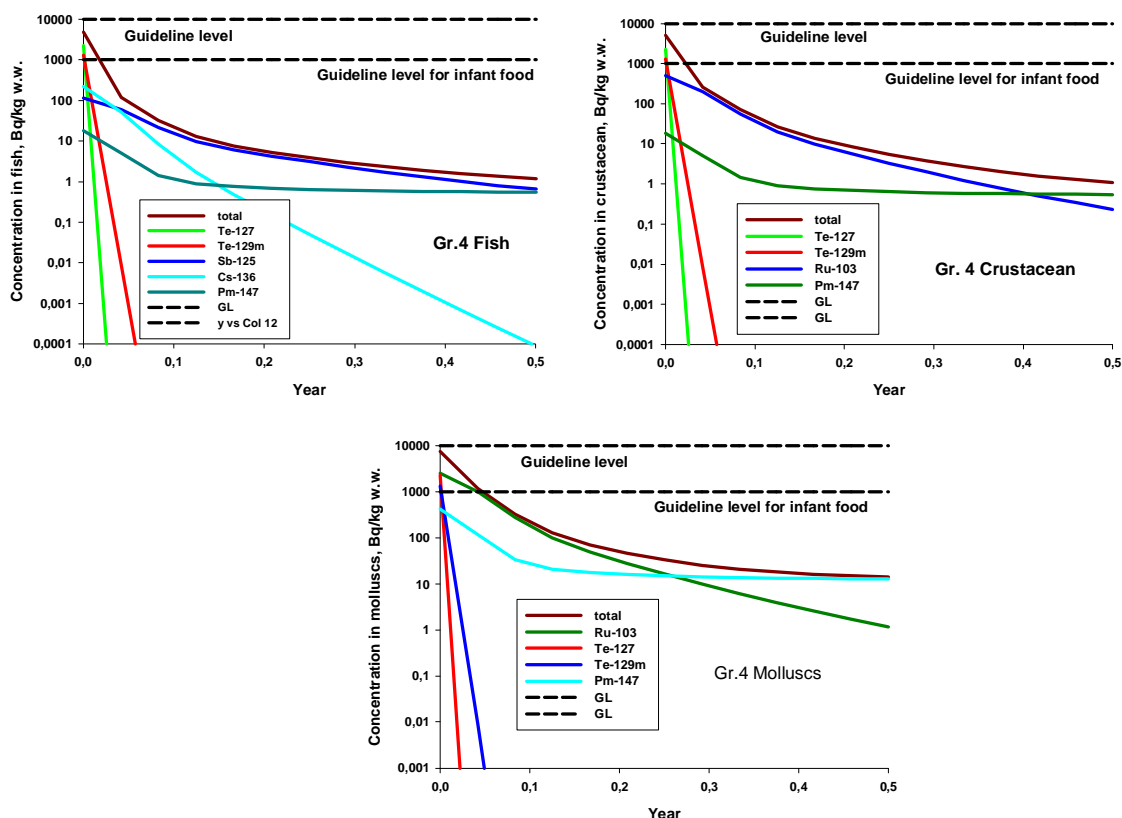 Concentration in fish, Bq/kg w.w.
10000
1000
100
10
1
0,1
0,01
0,001
0,0001
Guideline level
Guideline level for infant food
total
Te-127
Te-129m
Sb-125
Cs-136
Pm-147
GL
y vs Col 12
Gr.4 Fish
0,0
0,1
0,2
0,3
0,4
0,5
Year
Concentration in crustacean, Bq/kg w.w.
10000
1000
100
10
1
0,1
0,01
0,001
0,0001
Guideline level
Guideline level for infant food
total
Te-127
Te-129m
Ru-103
Pm-147
GL
GL
Gr. 4 Crustacean
0,0
0,1
0,2
0,3
0,4
0,5
Year
Concentration in molluscs, Bq/kg w.w.
10000
1000
100
10
1
0,1
0,01
0,001
Guideline level
Guideline level for infant food
total
Ru-103
Te-127
Te-129m
Pm-147
GL
GL
Gr.4 Molluscs
0,0
0,1
0,2
0,3
0,4
0,5
Year